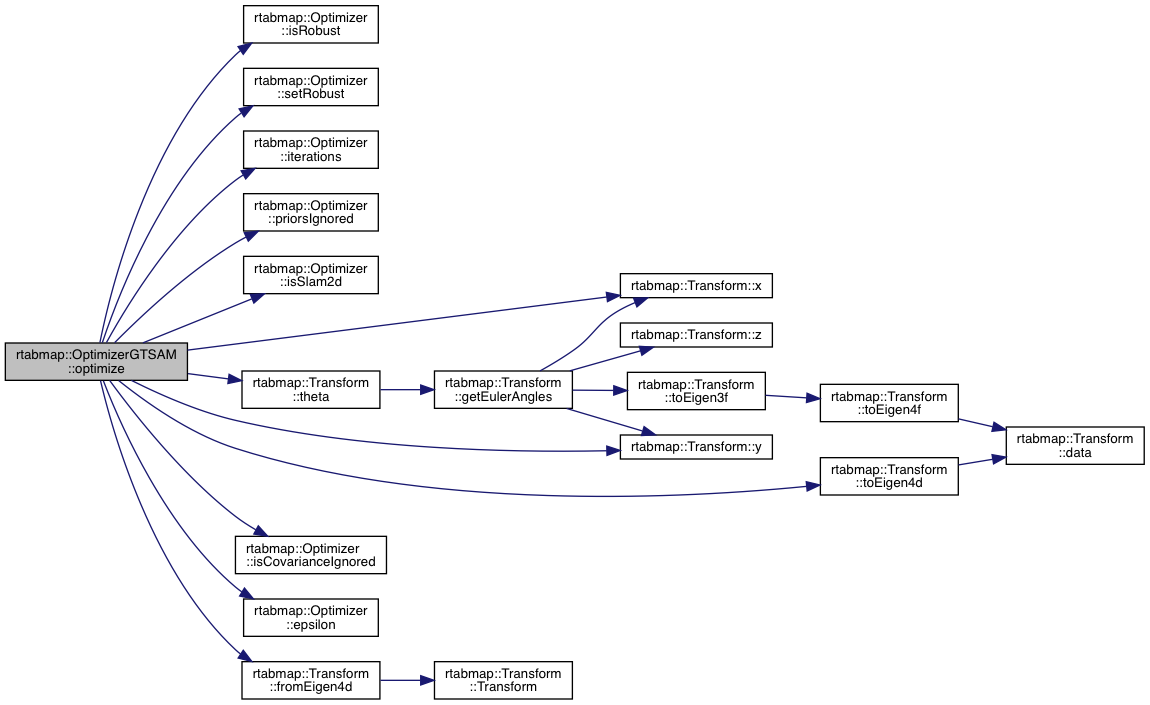 rtabmap::Optimizer
::isRobust
rtabmap::Optimizer
::setRobust
rtabmap::Optimizer
::iterations
rtabmap::Optimizer
::priorsIgnored
rtabmap::Optimizer
::isSlam2d
rtabmap::OptimizerGTSAM
::optimize
rtabmap::Transform
::theta
rtabmap::Optimizer
::isCovarianceIgnored
rtabmap::Optimizer
::epsilon
rtabmap::Transform
::fromEigen4d
rtabmap::Transform
::getEulerAngles
rtabmap::Transform
::Transform
rtabmap::Transform::x
rtabmap::Transform::z
rtabmap::Transform
::toEigen3f
rtabmap::Transform::y
rtabmap::Transform
::toEigen4f
rtabmap::Transform
::toEigen4d
rtabmap::Transform
::data